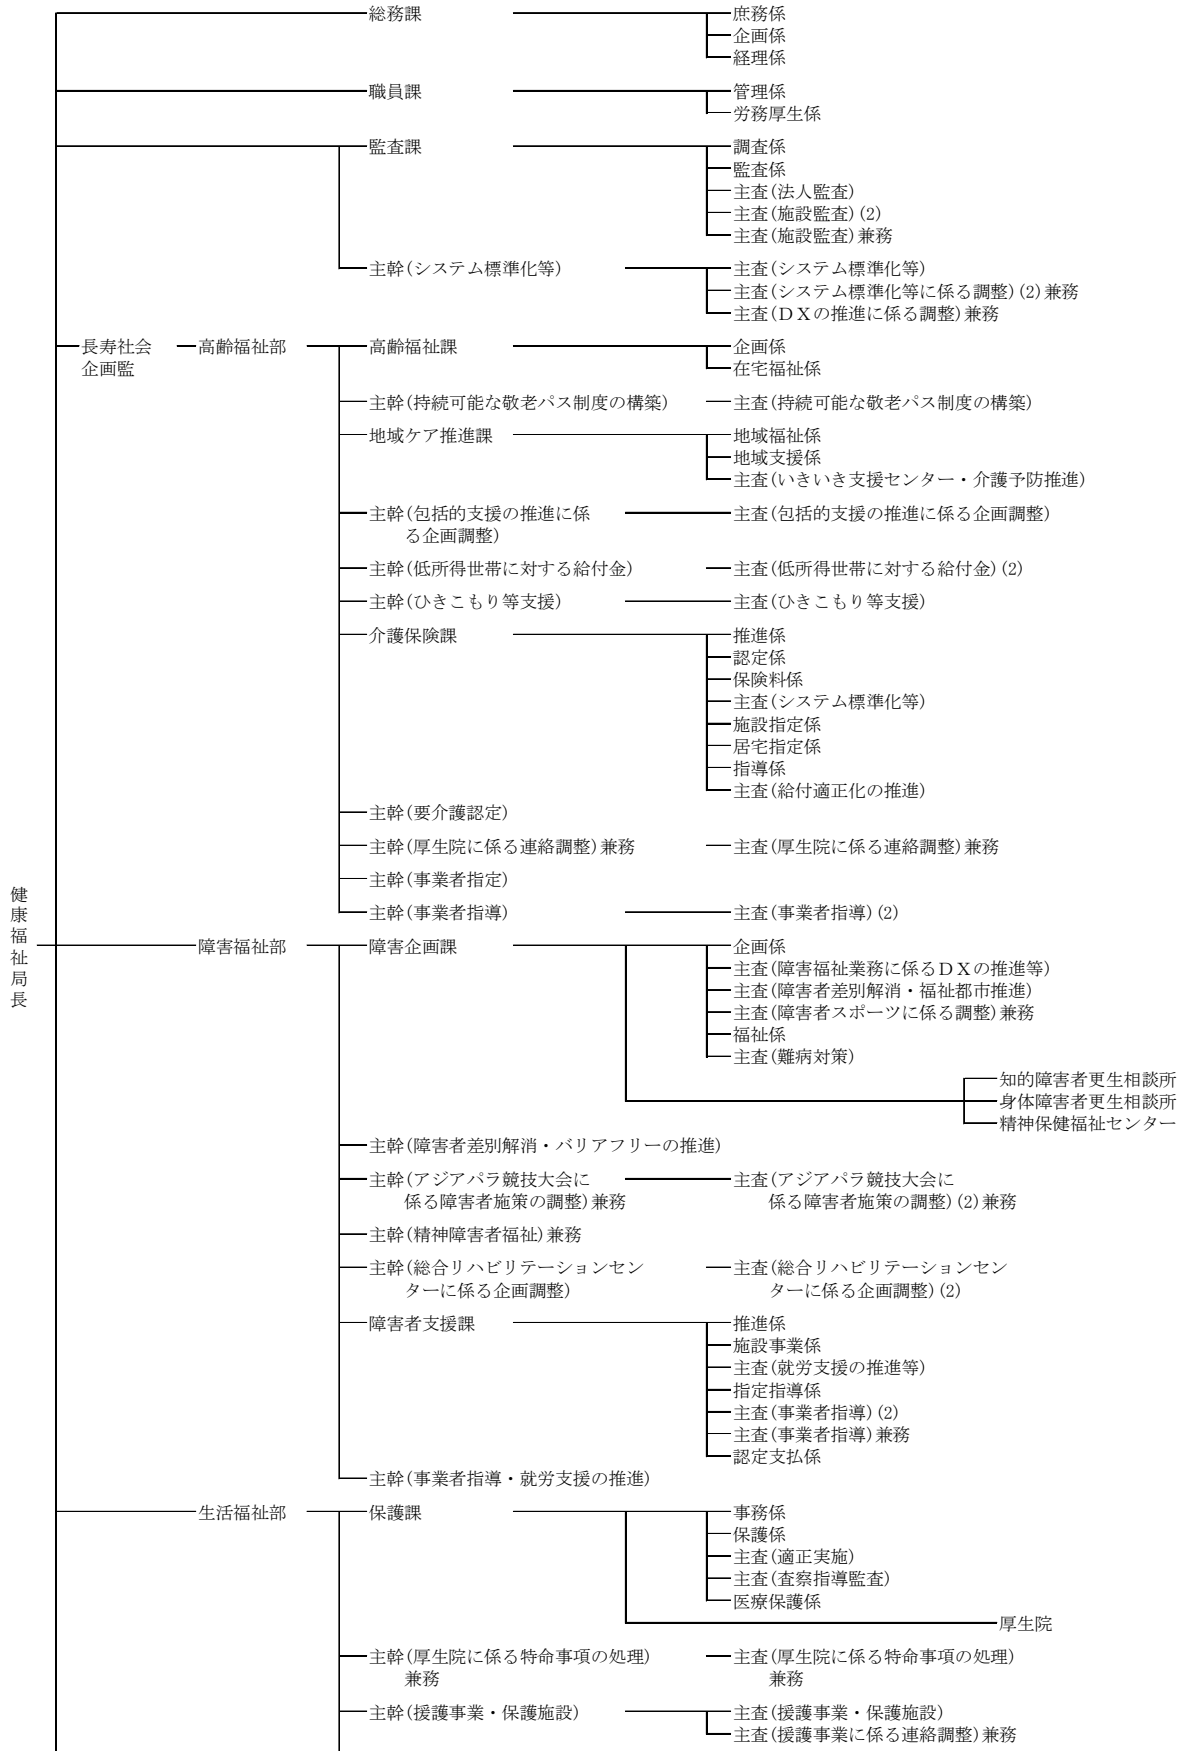 総務課 庶務係
企画係
経理係
職員課 管理係
労務厚生係
監査課 調査係
監査係
主査(法人監査)
主査(施設監査)(2)
主査(施設監査)兼務
主幹(システム標準化等) 主査(システム標準化等)
主査(システム標準化等に係る調整)(2)兼務
主査(ＤＸの推進に係る調整)兼務
長寿社会 高齢福祉部 高齢福祉課 企画係
企画監 在宅福祉係
主幹(持続可能な敬老パス制度の構築) 主査(持続可能な敬老パス制度の構築)
地域ケア推進課 地域福祉係
地域支援係
主査(いきいき支援センター・介護予防推進)
主幹(包括的支援の推進に係 主査(包括的支援の推進に係る企画調整)
る企画調整)
主幹(低所得世帯に対する給付金) 主査(低所得世帯に対する給付金)(2)
主幹(ひきこもり等支援) 主査(ひきこもり等支援)
介護保険課 推進係
認定係
保険料係
主査(システム標準化等)
施設指定係
居宅指定係
指導係
主査(給付適正化の推進)
主幹(要介護認定)
主幹(厚生院に係る連絡調整)兼務 主査(厚生院に係る連絡調整)兼務
主幹(事業者指定)
主幹(事業者指導) 主査(事業者指導)(2)
健康福祉局長
障害福祉部 障害企画課 企画係
主査(障害福祉業務に係るＤＸの推進等)
主査(障害者差別解消・福祉都市推進)
主査(障害者スポーツに係る調整)兼務
福祉係
主査(難病対策)
知的障害者更生相談所
身体障害者更生相談所
精神保健福祉センター
主幹(障害者差別解消・バリアフリーの推進)
主幹(アジアパラ競技大会に 主査(アジアパラ競技大会に
係る障害者施策の調整)兼務 係る障害者施策の調整)(2)兼務
主幹(精神障害者福祉)兼務
主幹(総合リハビリテーションセン 主査(総合リハビリテーションセン
ターに係る企画調整) ターに係る企画調整)(2)
障害者支援課 推進係
施設事業係
主査(就労支援の推進等)
指定指導係
主査(事業者指導)(2)
主査(事業者指導)兼務
認定支払係
主幹(事業者指導・就労支援の推進)
生活福祉部 保護課 事務係
保護係
主査(適正実施)
主査(査察指導監査)
医療保護係
厚生院
主幹(厚生院に係る特命事項の処理) 主査(厚生院に係る特命事項の処理)
兼務 兼務
主幹(援護事業・保護施設) 主査(援護事業・保護施設)
主査(援護事業に係る連絡調整)兼務